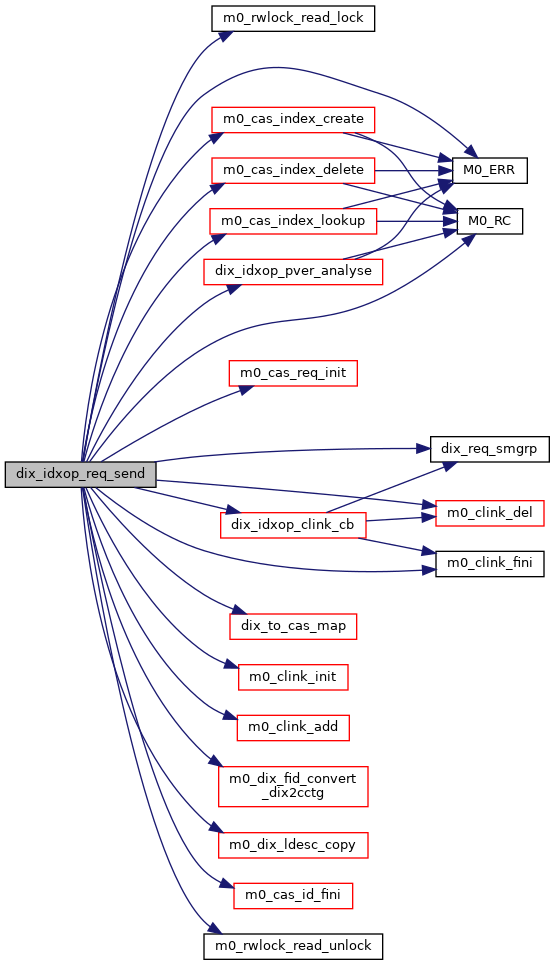 m0_rwlock_read_lock
m0_cas_index_create
m0_cas_index_delete
M0_ERR
m0_cas_index_lookup
M0_RC
dix_idxop_pver_analyse
m0_cas_req_init
dix_req_smgrp
dix_idxop_req_send
m0_clink_del
dix_idxop_clink_cb
m0_clink_fini
dix_to_cas_map
m0_clink_init
m0_clink_add
m0_dix_fid_convert
_dix2cctg
m0_dix_ldesc_copy
m0_cas_id_fini
m0_rwlock_read_unlock